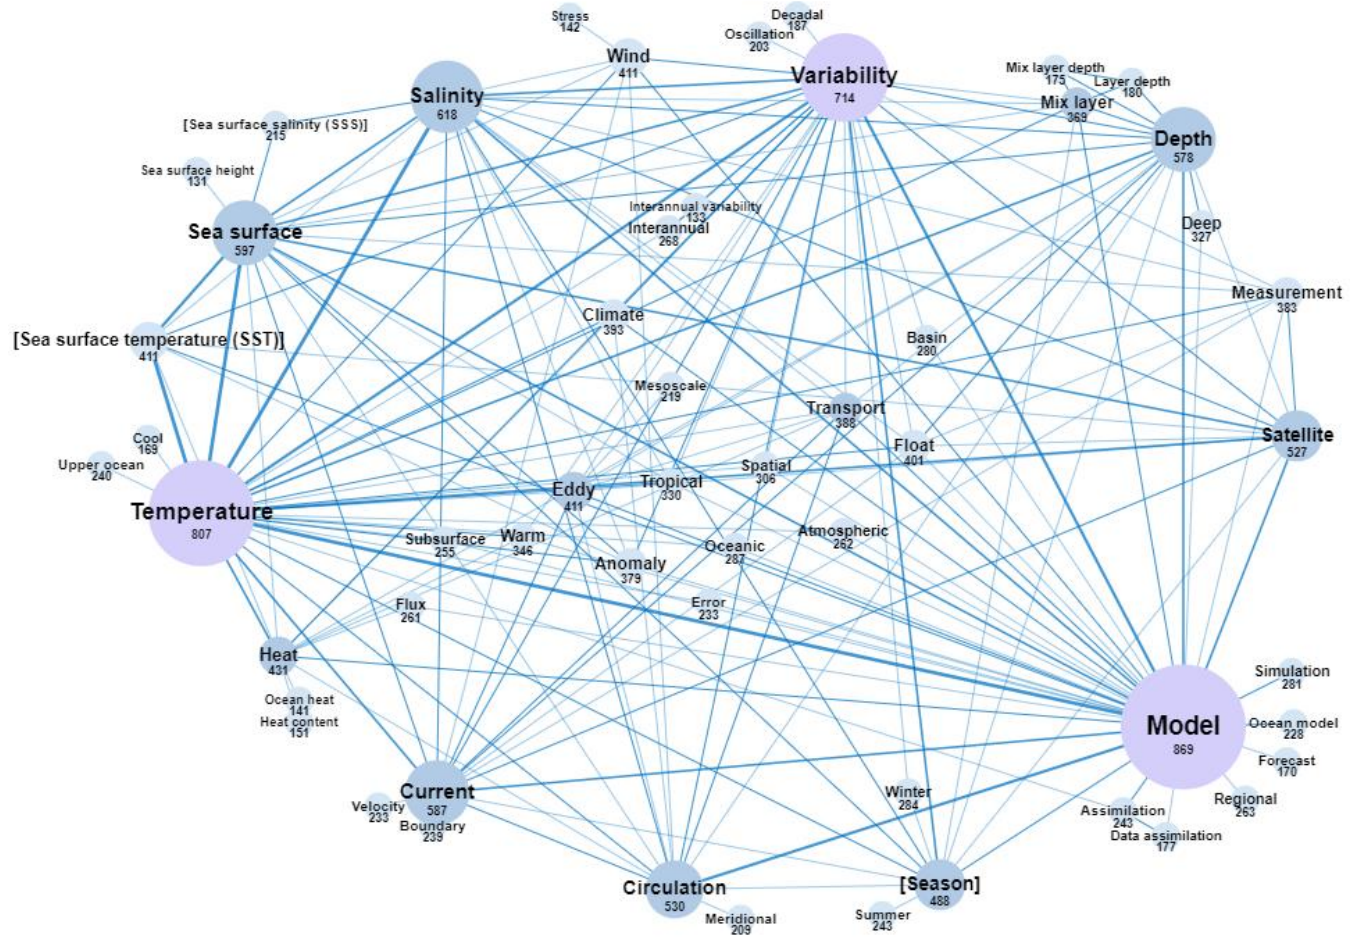 Stress
142
Decadal
187
Oscillation
203
Wind
411
Variability
714
Mix layer depth
175
Layer depth
180
Mix layer
369
Salinity
618
[Sea surface salinity (SSS)]
215
Depth
578
Sea surface height
131
Interannual variability
133
Interannual
268
Sea surface
597
Deep
327
Measurement
383
Climate
393
Basin
280
[Sea surface temperature (SST)]
411
Mesoscale
219
Transport
388
Float
401
Satellite
527
Cool
169
Upper ocean
240
Spatial
306
Tropical
330
Eddy
411
Temperature
807
Subsurface
255
Warm
346
Atmospheric
262
Oceanic
287
Anomaly
379
Flux
261
Error
233
Heat
431
Ocean heat
141
Heat content
151
Simulation
281
Model
869
Ocean model
228
Forecast
170
Regional
263
Current
587
Velocity
233
Boundary
239
Winter
284
Assimilation
243
Data assimilation
177
Circulation
530
[Season]
488
Meridional
209
Summer
243